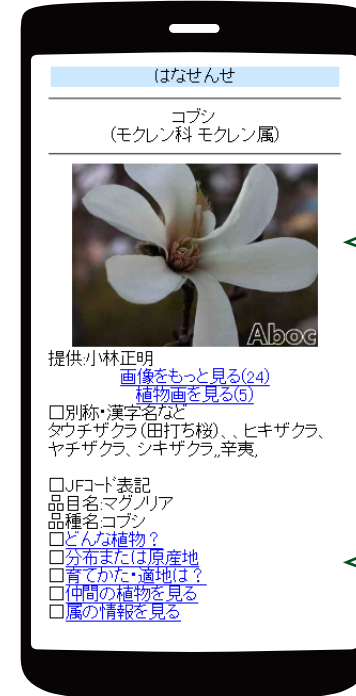 はなせんせ
コブシ
(モクレン科 モクレン属)
Aboc
提供:小林正明
画像をもっと見る(24)
植物画を見る(5)
□別称・漢字名など
タウチザクラ(田打ち桜)、、ヒキザクラ、
ヤチザクラ、シキザクラ,,辛夷,
□JFコード表記
品目名:マグノリア
品種名:コブシ
□どんな植物？
□分布または原産地
□育てかた・適地は？
□仲間の植物を見る
□属の情報を見る